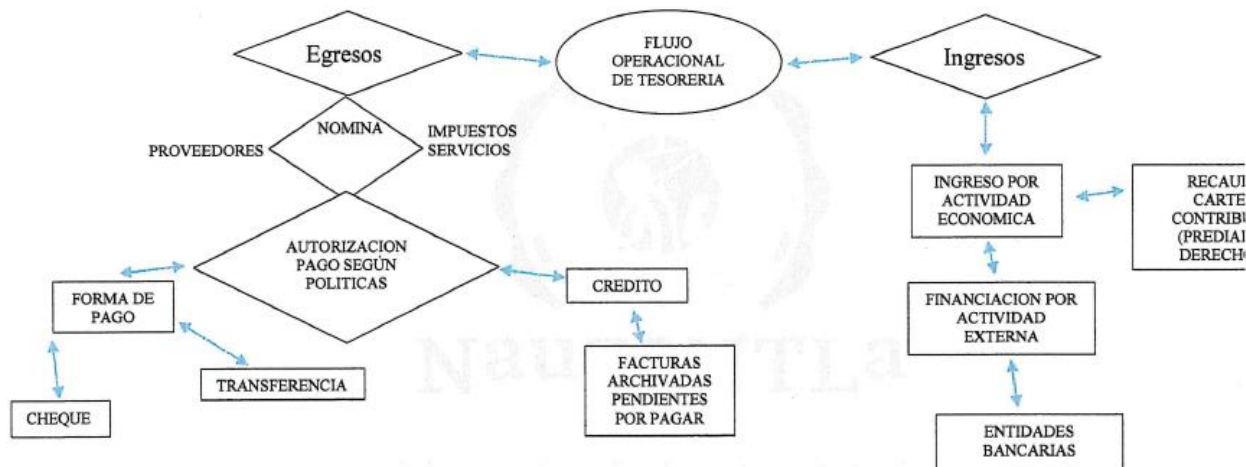 Egresos
FLUJO
OPERACIONAL
DE TESORERIA
Ingresos
NOMINA
PROVEEDORES
IMPUESTOS
SERVICIOS
INGRESO POR
ACTIVIDAD
ECONOMICA
AUTORIZACION
PAGO SEGÚN
POLITICAS
FORMA DE
PAGO
CREDITO
FINANCIACION POR
ACTIVIDAD
EXTERNA
TRANSFERENCIA
CHEQUE
FACTURAS
ARCHIVADAS
PENDIENTES
POR PAGAR
ENTIDADES
BANCARIAS